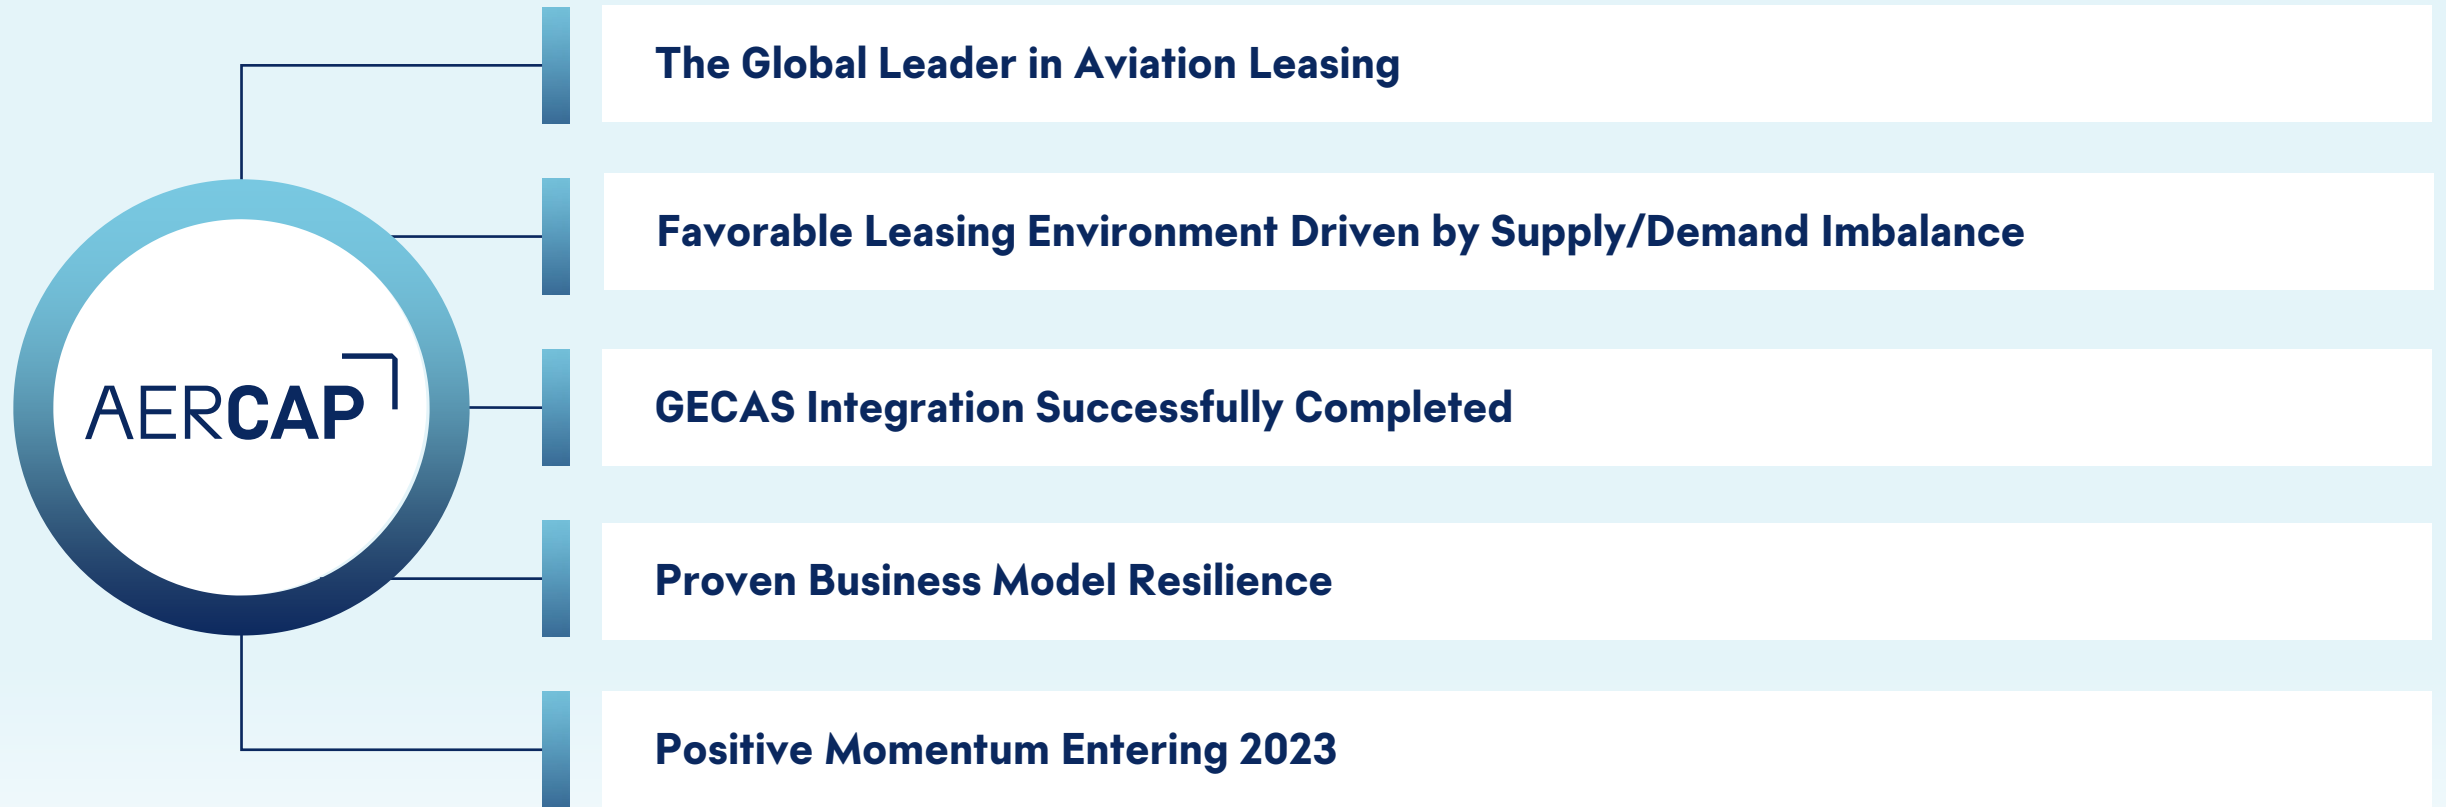 The Global Leader in Aviation Leasing
Favorable Leasing Environment Driven by Supply/Demand Imbalance
AERCAP
GECAS Integration Successfully Completed
Proven Business Model Resilience
Positive Momentum Entering 2023